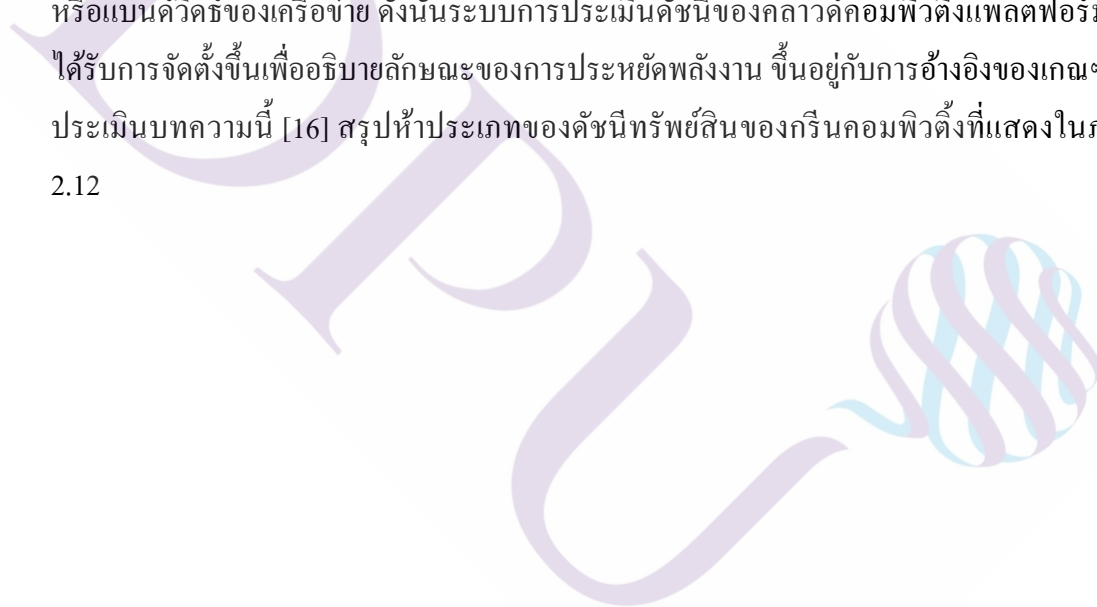 หรือแบนด์วิดธ์ของเครือข่าย ดังนั้นระบบการประเมินดัชนีของคลาวด์คอมพิวติ้งแพลตฟอร์ม
ได้รับการจัดตั้งขึ้นเพื่ออธิบายลักษณะของการประหยัดพลังงาน ขึ้นอยู่กับการอ้างอิงของ
ประเมินบทความนี้ [16] สรุปห้าประเภทของดัชนีทรัพย์สินของกรีนคอมพิวติ้งที่แสดงใน
2.12
DPU